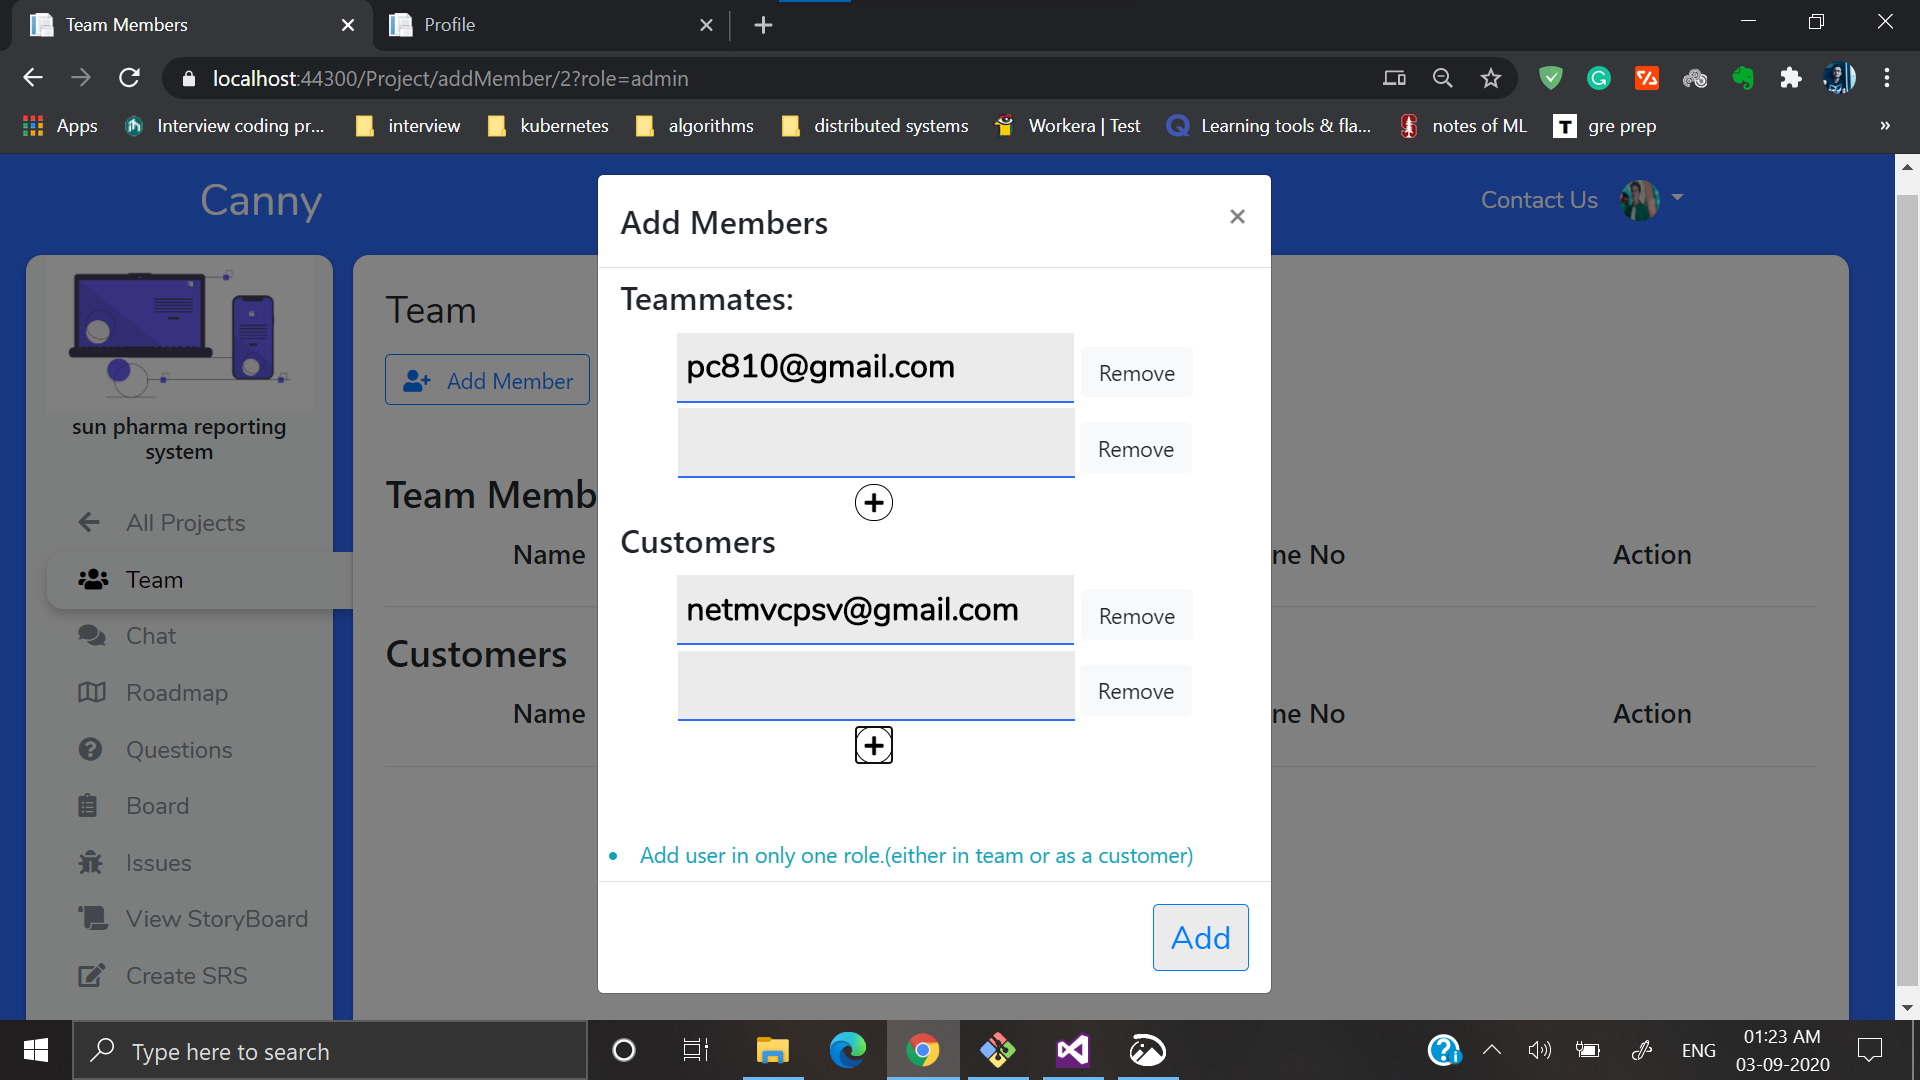 Team Members
Profile
localhost:44300/Project/addMember/2?role=admin
Apps
Interview coding pr...
interview
kubernetes
algorithms
distributed systems
Workera | Test
Learning tools & fla...
notes of ML
T
gre prep
»
Canny
Contact Us
sun pharma reporting
system
All Projects
Team
Chat
Roadmap
Questions
Board
Issues
View StoryBoard
Create SRS
Team
Add Member
Team Memb
Name
ne No
Action
Customers
Name
ne No
Action
Add Members
×
Teammates:
pc810@gmail.com
Remove
Remove
Customers
netmvcpsv@gmail.com
Remove
Remove
• Add user in only one role.(either in team or as a customer)
Add
Type here to search
ENG
01:23 AM
03-09-2020